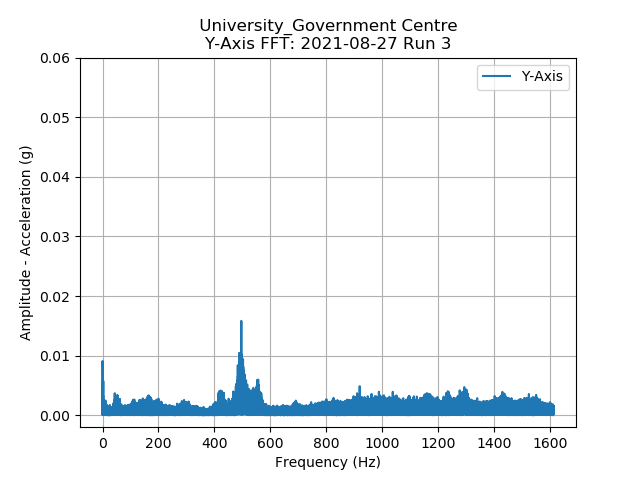 University_Government Centre
Y-Axis FFT: 2021-08-27 Run 3
Y-Axis
0.06
0.05
0.04
0.03
0.02
0.01
0.00
Amplitude - Acceleration (g)
0 200 400 600 800 1000 1200 1400 1600
Frequency (Hz)